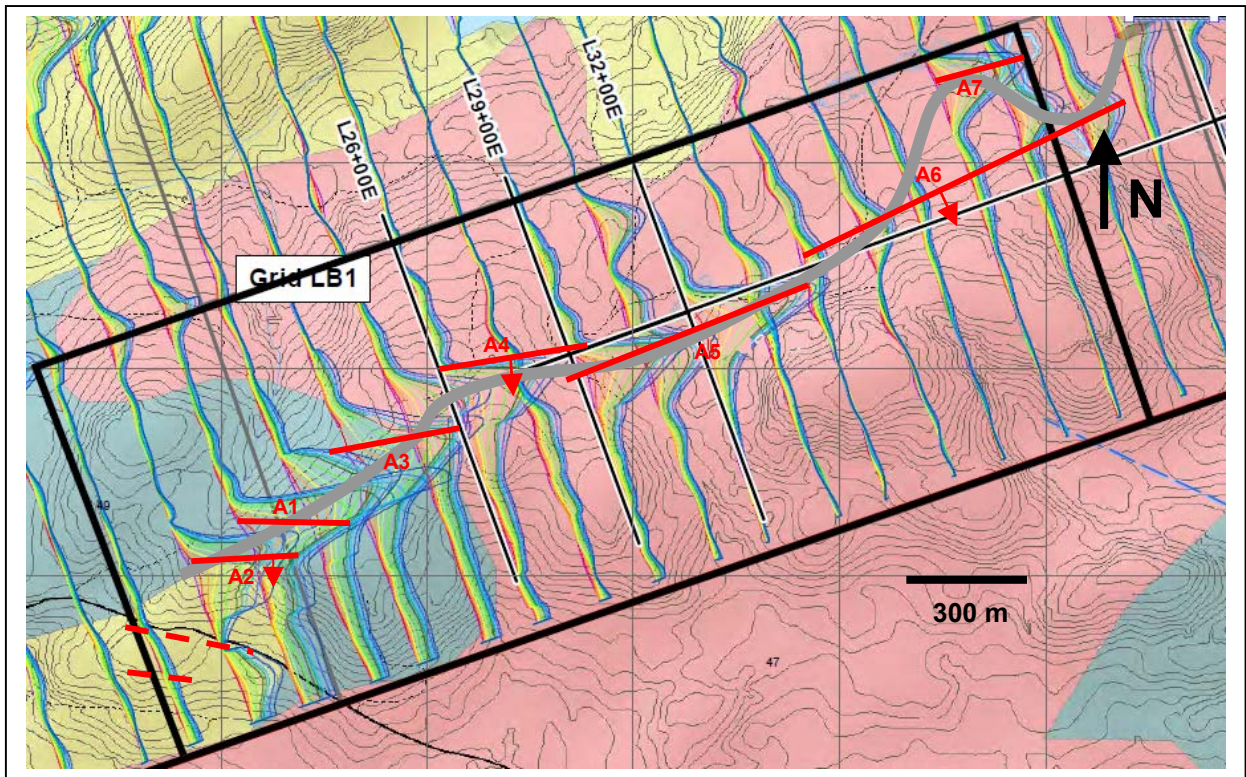 L32+00E
L29+00E
L26+00E
A7
A6
N
Grid LB1
A4
A5
A3
A1
A2
49
300 m
47